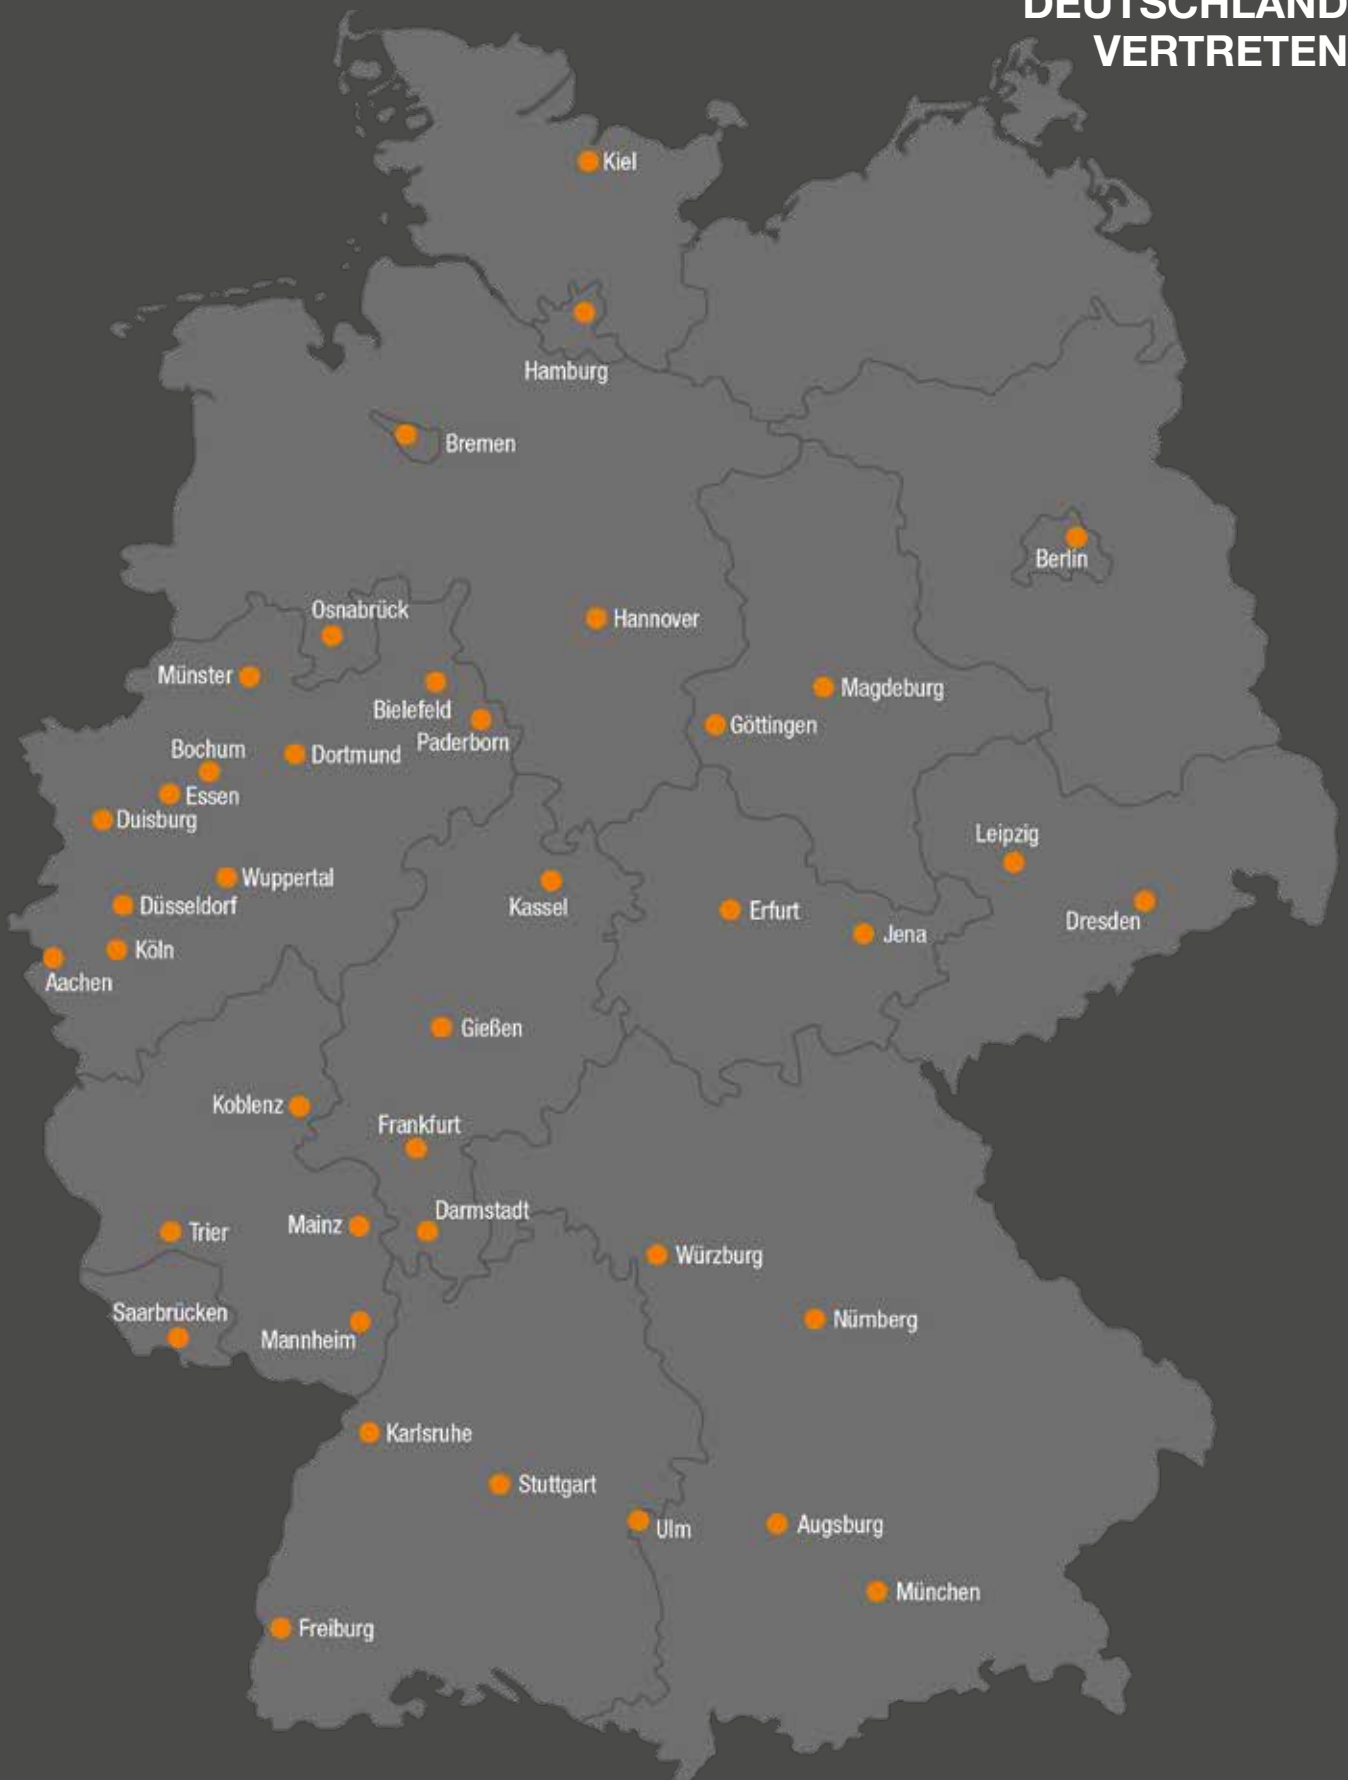 DEUTSCHLAND
VERTRETEN
Kiel
Hamburg
Bremen
Berlin
Osnabrück
Hannover
Münster
Magdeburg
Bielefeld
Göttingen
Paderborn
Bochum
Dortmund
Essen
Duisburg
Leipzig
Wuppertal
Düsseldorf
Kassel
Erfurt
Dresden
Jena
Köln
Aachen
Gießen
Koblenz
Frankfurt
Darmstadt
Mainz
Trier
Würzburg
Saarbrücken
Nürnberg
Mannheim
Karlsruhe
Stuttgart
Ulm
Augsburg
München
Freiburg